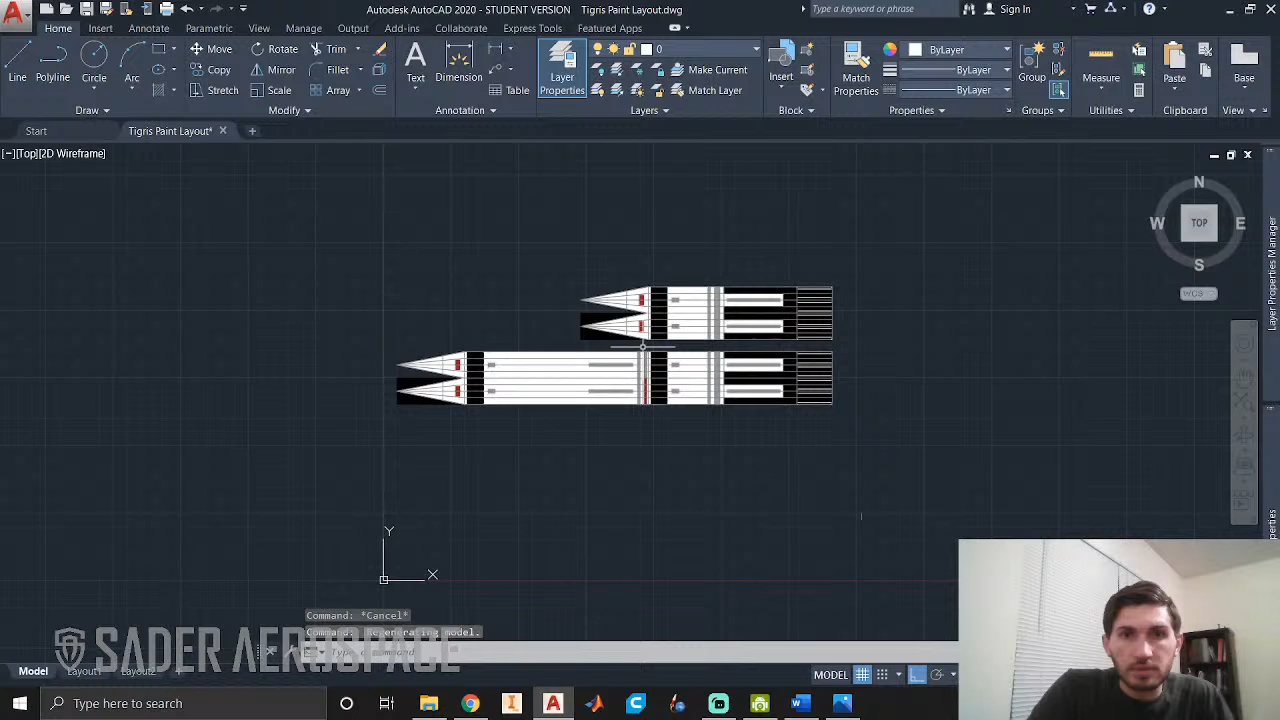 Autodesk AutoCAD 2020 - STUDENT VERSION Tigris Paint Layout.dwg
Type a keyword or phrase
Sign In
Home Insert Annotate Parametric View Manage Output Add-ins Collaborate Express Tools Featured Apps
Line Polyline Circle Arc
Move Rotate Trim
Copy Mirror Fillet
Stretch Scale Array
Text Dimension
Table
Layer Properties
0
Make Current
Match Layer
Insert
Match Properties
ByLayer
ByLayer
ByLayer
Group
Measure
Paste
Base
Draw Modify Annotation Layers Block Properties Groups Utilities Clipboard View
Start Tigris Paint Layout*
[−][Top][2D Wireframe]
N
W TOP E
S
WCS
Layer Properties Manager
Y
X
Command: *Cancel*
Command: Regenerating model.
SADER AEROSPACE
Model
MODEL
Type here to search